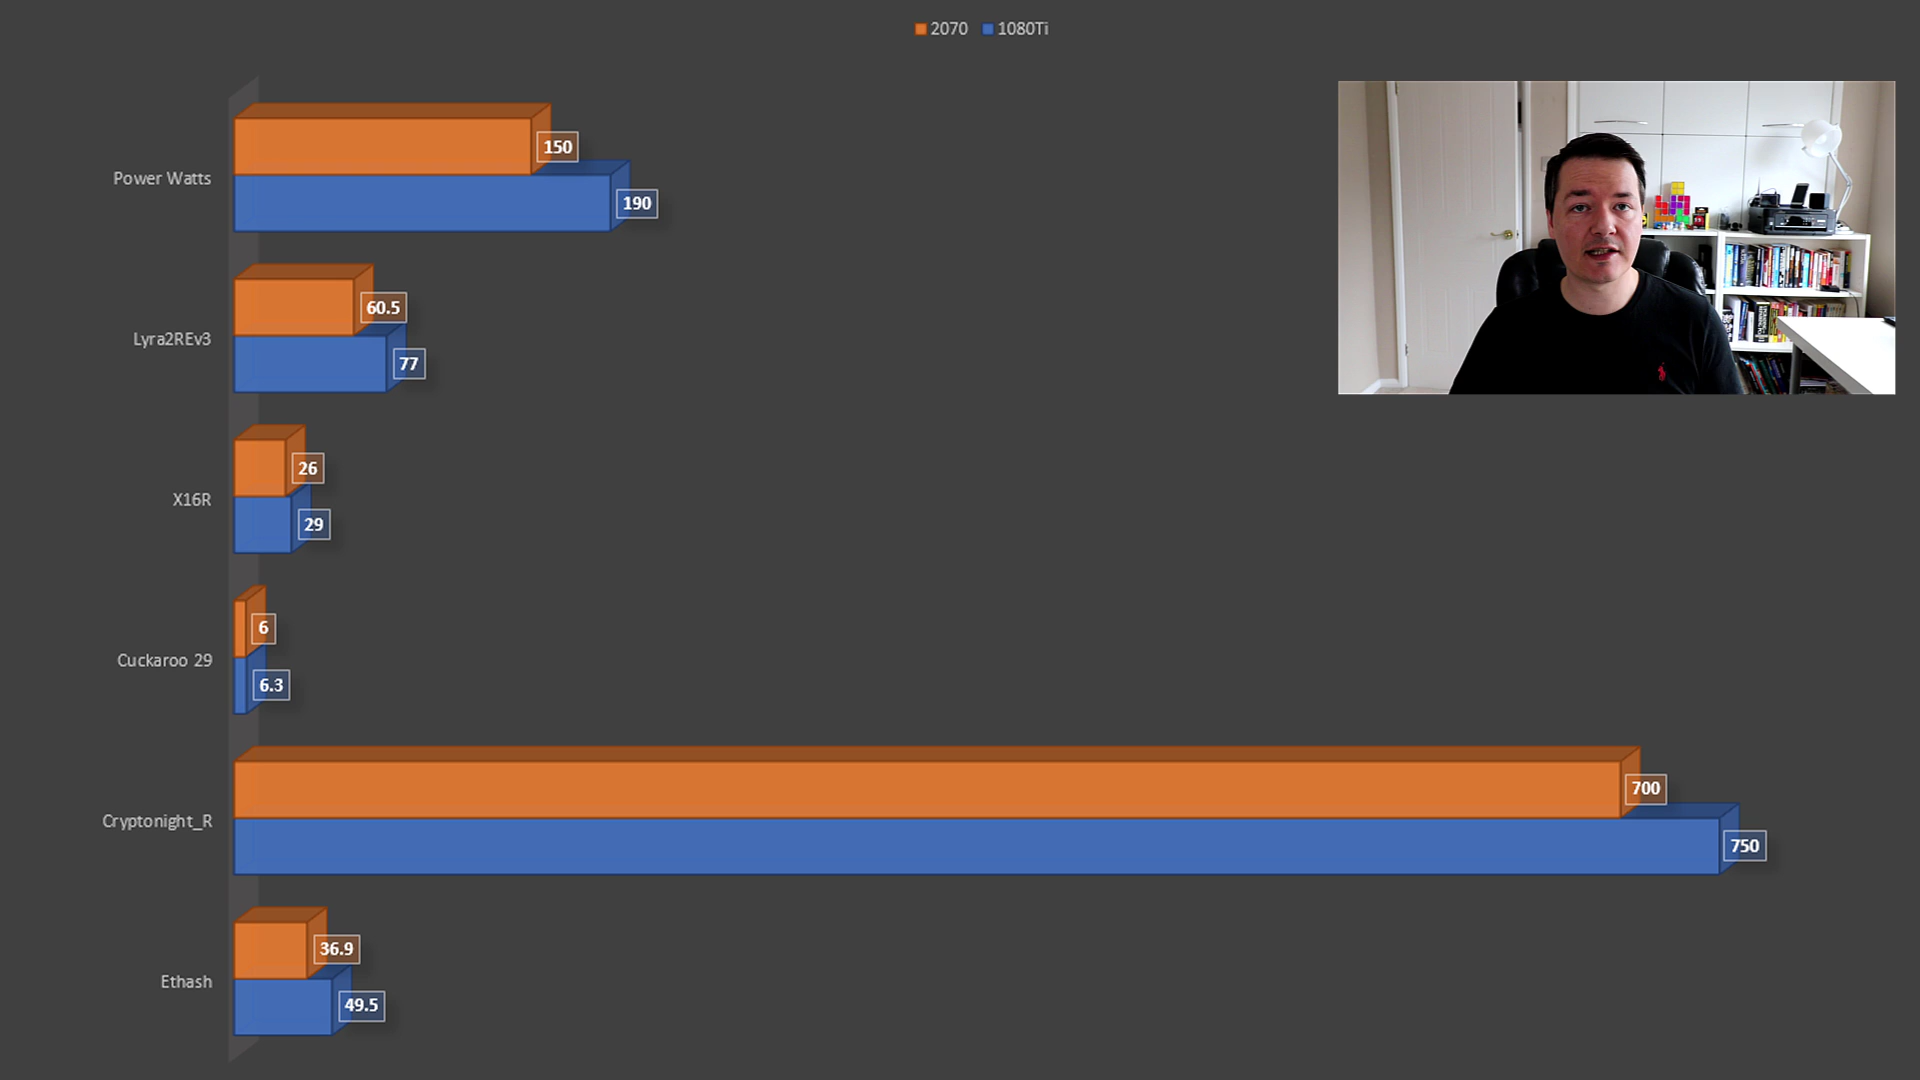 2070 1080Ti
Power Watts
150
190
Lyra2REv3
60.5
77
X16R
26
29
Cuckaroo 29
6
6.3
Cryptonight_R
700
750
Ethash
36.9
49.5